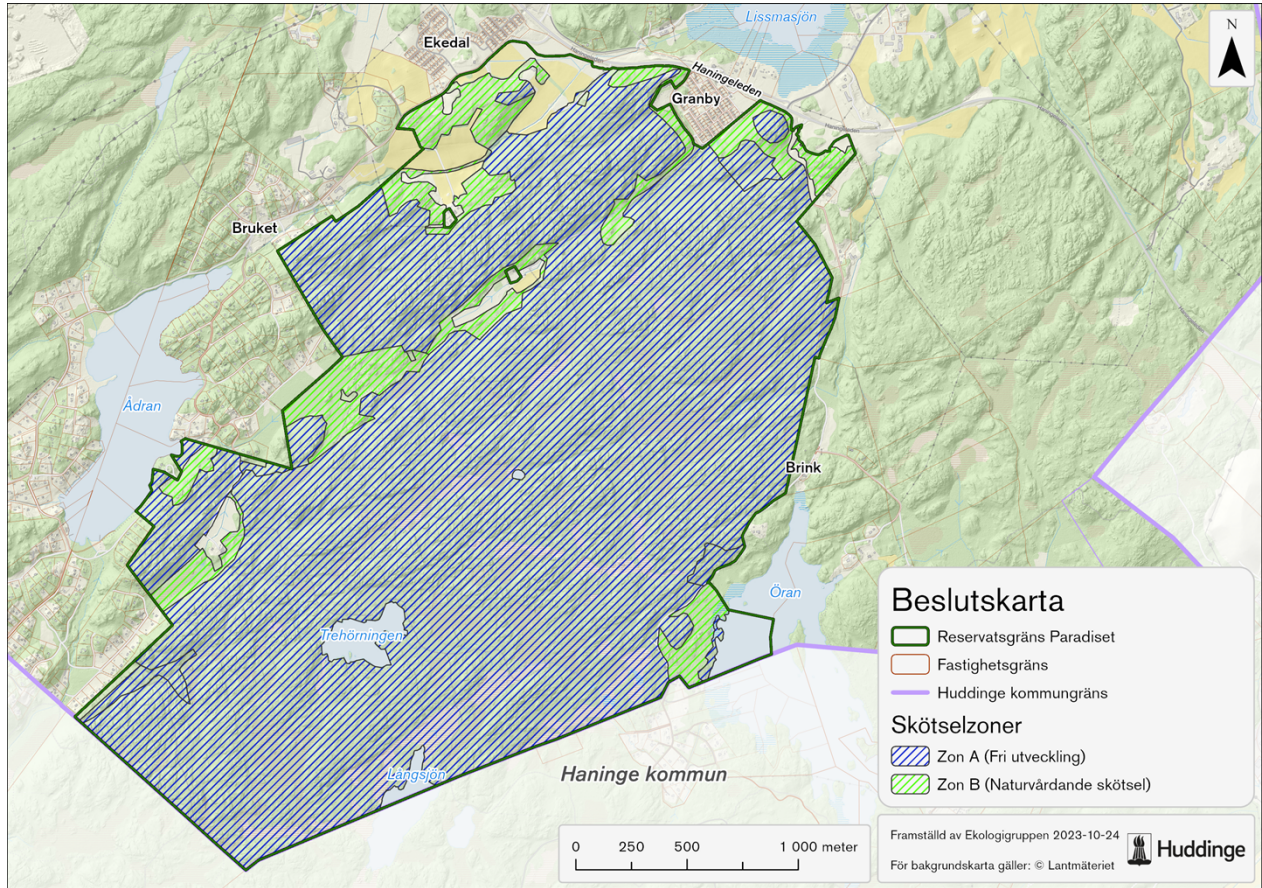 Lissmasjön
N
Ekedal
Haningeleden
Granby
Bruket
Ådran
Brink
Öran
Trehörningen
Långsjön
Haninge kommun
Beslutskarta
Reservatsgräns Paradiset
Fastighetsgräns
Huddinge kommungräns
Skötselzoner
Zon A (Fri utveckling)
Zon B (Naturvårdande skötsel)
0 250 500 1 000 meter
Framställd av Ekologigruppen 2023-10-24
För bakgrundskarta gäller: © Lantmäteriet
Huddinge